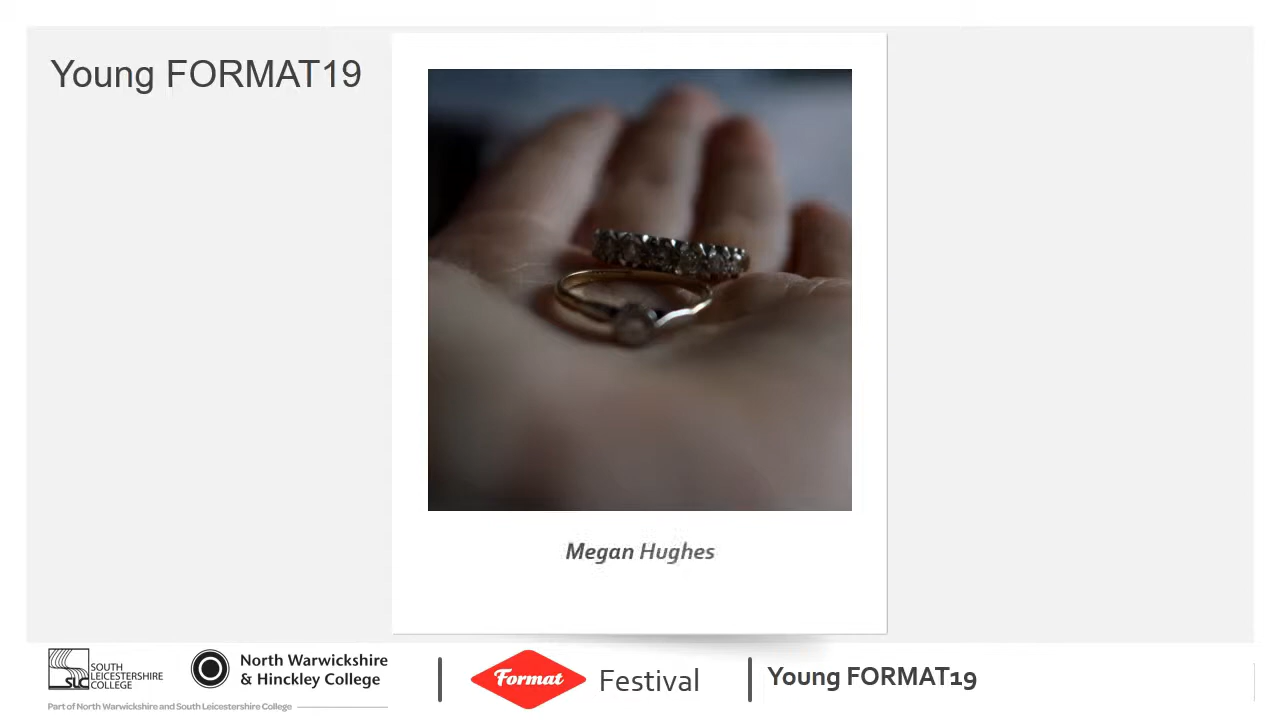 Young FORMAT19
Megan Hughes
SLC
SOUTH
LEICESTERSHIRE
COLLEGE
North Warwickshire
& Hinckley College
Part of North Warwickshire and South Leicestershire College
Format
Festival
Young FORMAT19